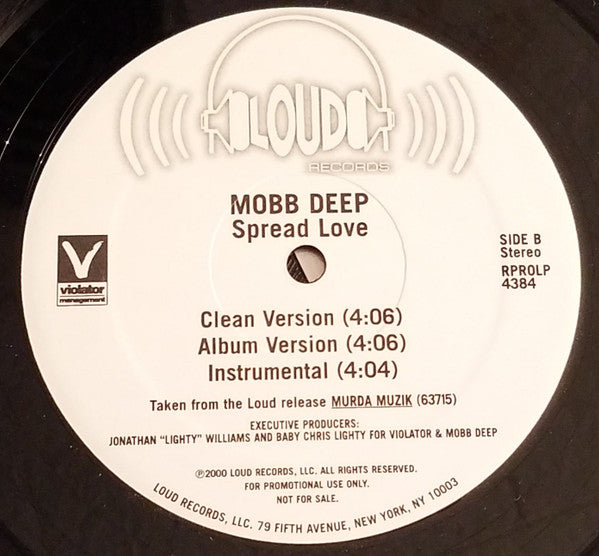 LOUD
RECORDS
MOBB DEEP
Spread Love
V
violator
management
SIDE B
Stereo
RPROLP
4384
Clean Version (4:06)
Album Version (4:06)
Instrumental (4:04)
Taken from the Loud release MURDA MUZIK (63715)
EXECUTIVE PRODUCERS:
JONATHAN "LIGHTY" WILLIAMS AND BABY CHRIS LIGHTY FOR VIOLATOR & MOBB DEEP
℗2000 LOUD RECORDS, LLC. ALL RIGHTS RESERVED.
FOR PROMOTIONAL USE ONLY.
NOT FOR SALE.
LOUD RECORDS, LLC. 79 FIFTH AVENUE, NEW YORK, NY 10003